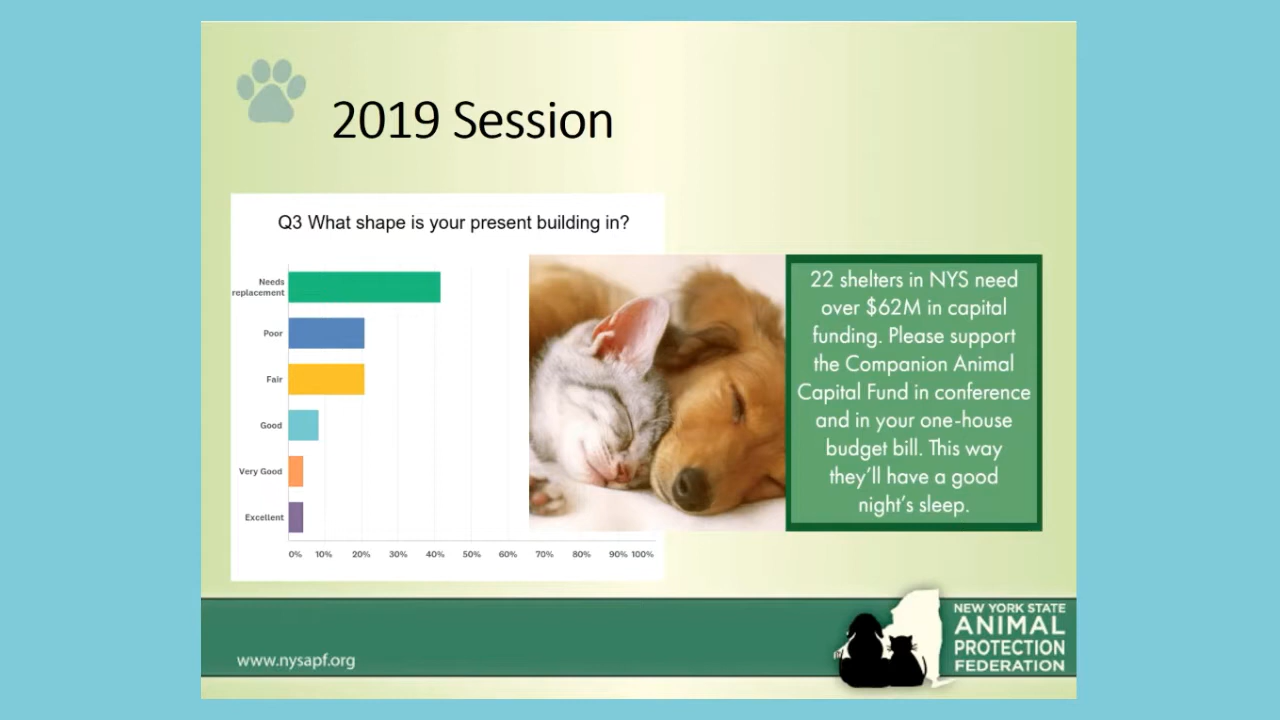 2019 Session
Q3 What shape is your present building in?
Needs
replacement
Poor
Fair
Good
Very Good
Excellent
0% 10% 20% 30% 40% 50% 60% 70% 80% 90% 100%
22 shelters in NYS need
over $62M in capital
funding. Please support
the Companion Animal
Capital Fund in conference
and in your one-house
budget bill. This way
they'll have a good
night's sleep.
www.nysapf.org
NEW YORK STATE
ANIMAL
PROTECTION
FEDERATION